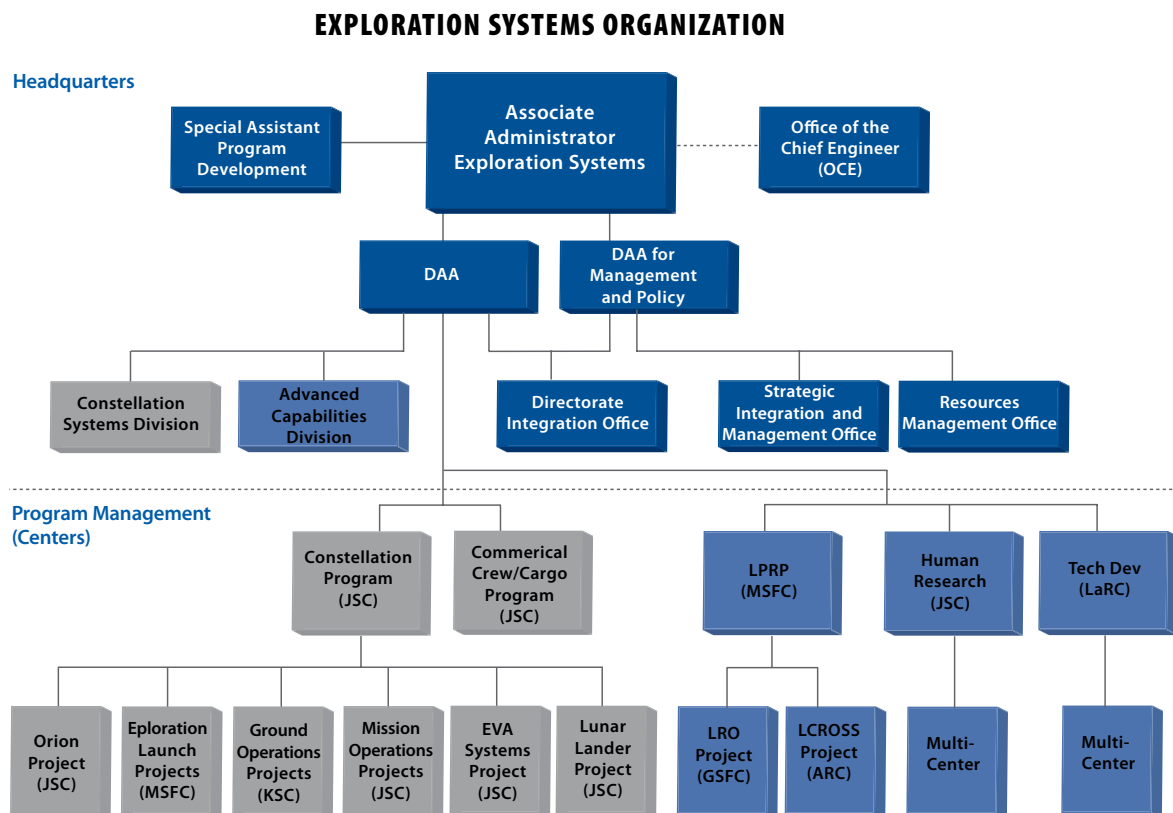 EXPLORATION SYSTEMS ORGANIZATION
Headquarters
Special Assistant
Program
Development
Associate
Administrator
Exploration Systems
Office of the
Chief Engineer
(OCE)
DAA
DAA for
Management
and Policy
Constellation
Systems Division
Advanced
Capabilities
Division
Directorate
Integration Office
Strategic
Integration and
Management Office
Resources
Management Office
Program Management
(Centers)
Constellation
Program
(JSC)
Commerical
Crew/Cargo
Program
(JSC)
LPRP
(MSFC)
Human
Research
(JSC)
Tech Dev
(LaRC)
Orion
Project
(JSC)
Eploration
Launch
Projects
(MSFC)
Ground
Operations
Projects
(KSC)
Mission
Operations
Projects
(JSC)
EVA
Systems
Project
(JSC)
Lunar
Lander
Project
(JSC)
LRO
Project
(GSFC)
LCROSS
Project
(ARC)
Multi-
Center
Multi-
Center